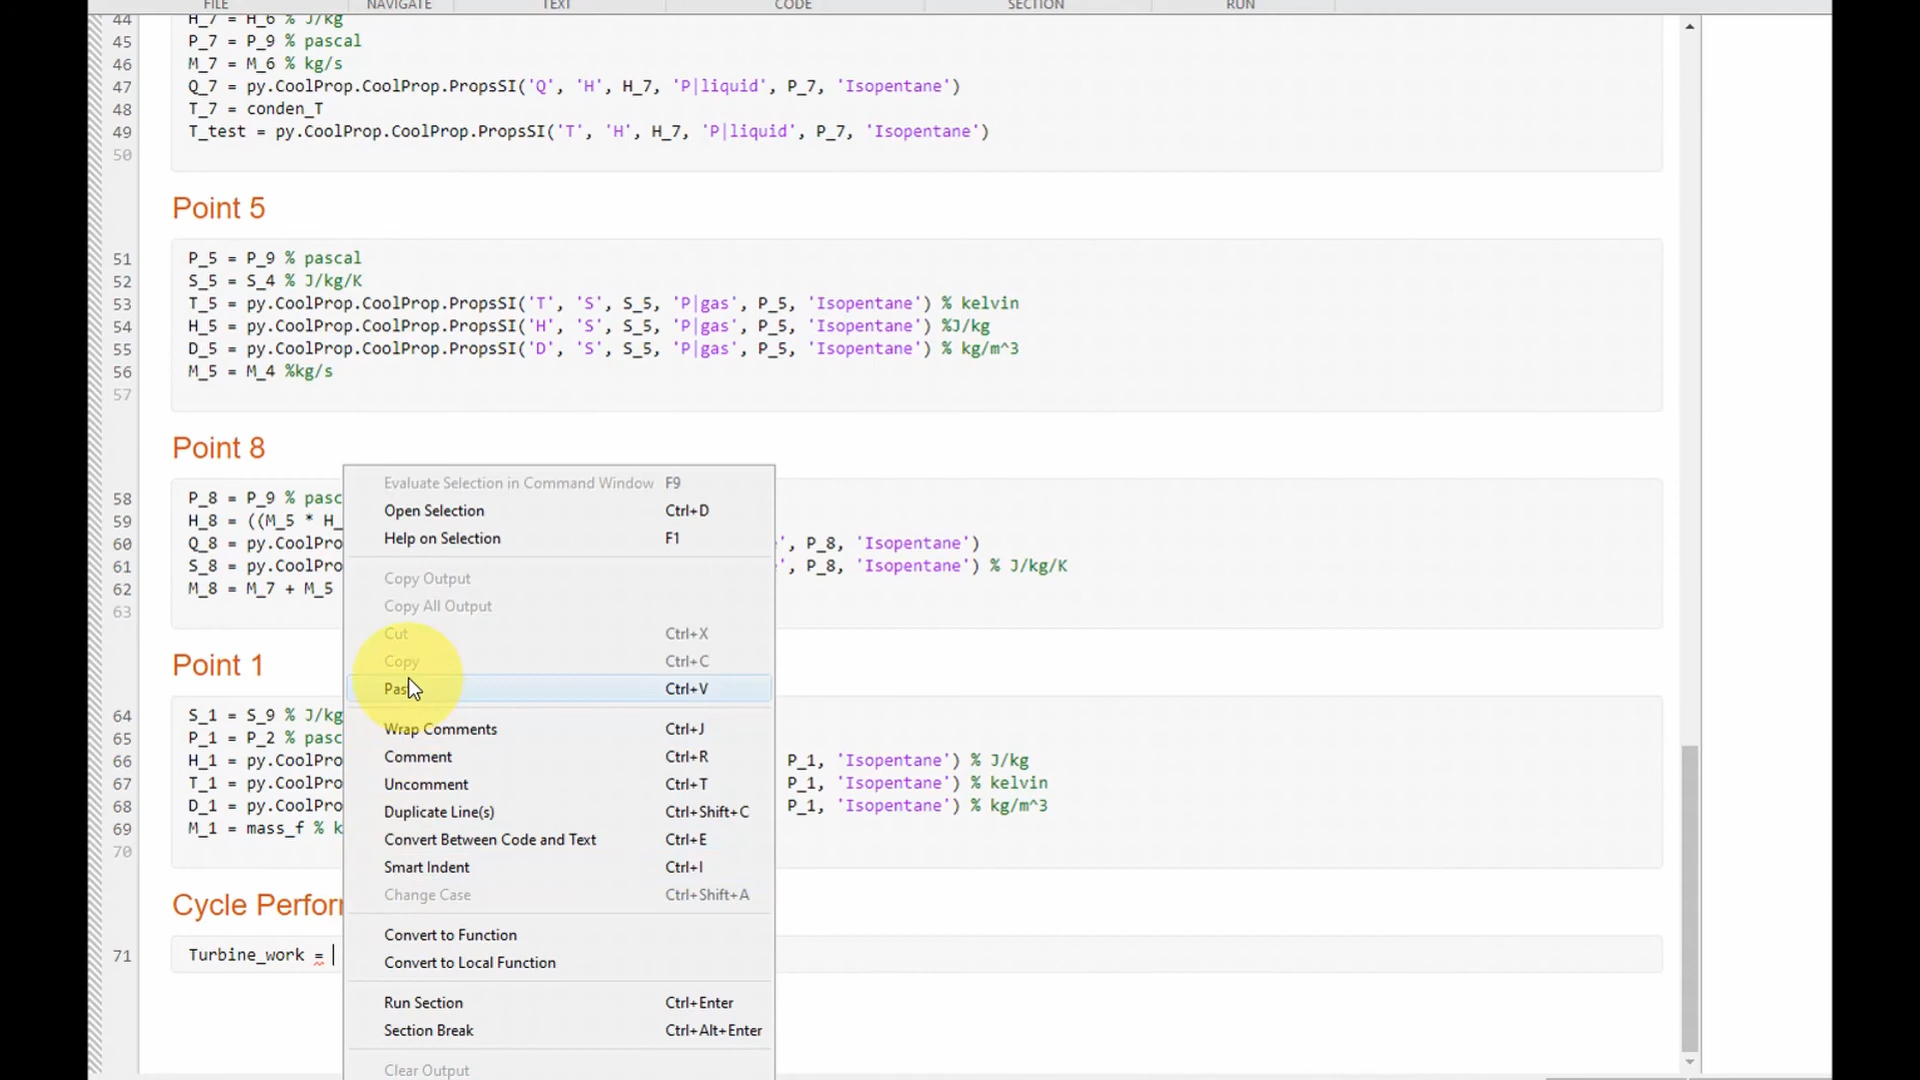 FILE NAVIGATE TEXT CODE SECTION RUN
44 H_7 = H_6 % J/kg
45 P_7 = P_9 % pascal
46 M_7 = M_6 % kg/s
47 Q_7 = py.CoolProp.CoolProp.PropsSI('Q', 'H', H_7, 'P|liquid', P_7, 'Isopentane')
48 T_7 = conden_T
49 T_test = py.CoolProp.CoolProp.PropsSI('T', 'H', H_7, 'P|liquid', P_7, 'Isopentane')
50
Point 5
51 P_5 = P_9 % pascal
52 S_5 = S_4 % J/kg/K
53 T_5 = py.CoolProp.CoolProp.PropsSI('T', 'S', S_5, 'P|gas', P_5, 'Isopentane') % kelvin
54 H_5 = py.CoolProp.CoolProp.PropsSI('H', 'S', S_5, 'P|gas', P_5, 'Isopentane') %J/kg
55 D_5 = py.CoolProp.CoolProp.PropsSI('D', 'S', S_5, 'P|gas', P_5, 'Isopentane') % kg/m^3
56 M_5 = M_4 %kg/s
57
Point 8
58 P_8 = P_9 % pasc
59 H_8 = ((M_5 * H_
60 Q_8 = py.CoolPro ', P_8, 'Isopentane')
61 S_8 = py.CoolPro ', P_8, 'Isopentane') % J/kg/K
62 M_8 = M_7 + M_5
63
Point 1
64 S_1 = S_9 % J/kg
65 P_1 = P_2 % pasc
66 H_1 = py.CoolPro P_1, 'Isopentane') % J/kg
67 T_1 = py.CoolPro P_1, 'Isopentane') % kelvin
68 D_1 = py.CoolPro P_1, 'Isopentane') % kg/m^3
69 M_1 = mass_f % k
70
Cycle Perfor
71 Turbine_work =
Evaluate Selection in Command Window F9
Open Selection Ctrl+D
Help on Selection F1
Copy Output
Copy All Output
Cut Ctrl+X
Copy Ctrl+C
Pas Ctrl+V
Wrap Comments Ctrl+J
Comment Ctrl+R
Uncomment Ctrl+T
Duplicate Line(s) Ctrl+Shift+C
Convert Between Code and Text Ctrl+E
Smart Indent Ctrl+I
Change Case Ctrl+Shift+A
Convert to Function
Convert to Local Function
Run Section Ctrl+Enter
Section Break Ctrl+Alt+Enter
Clear Output